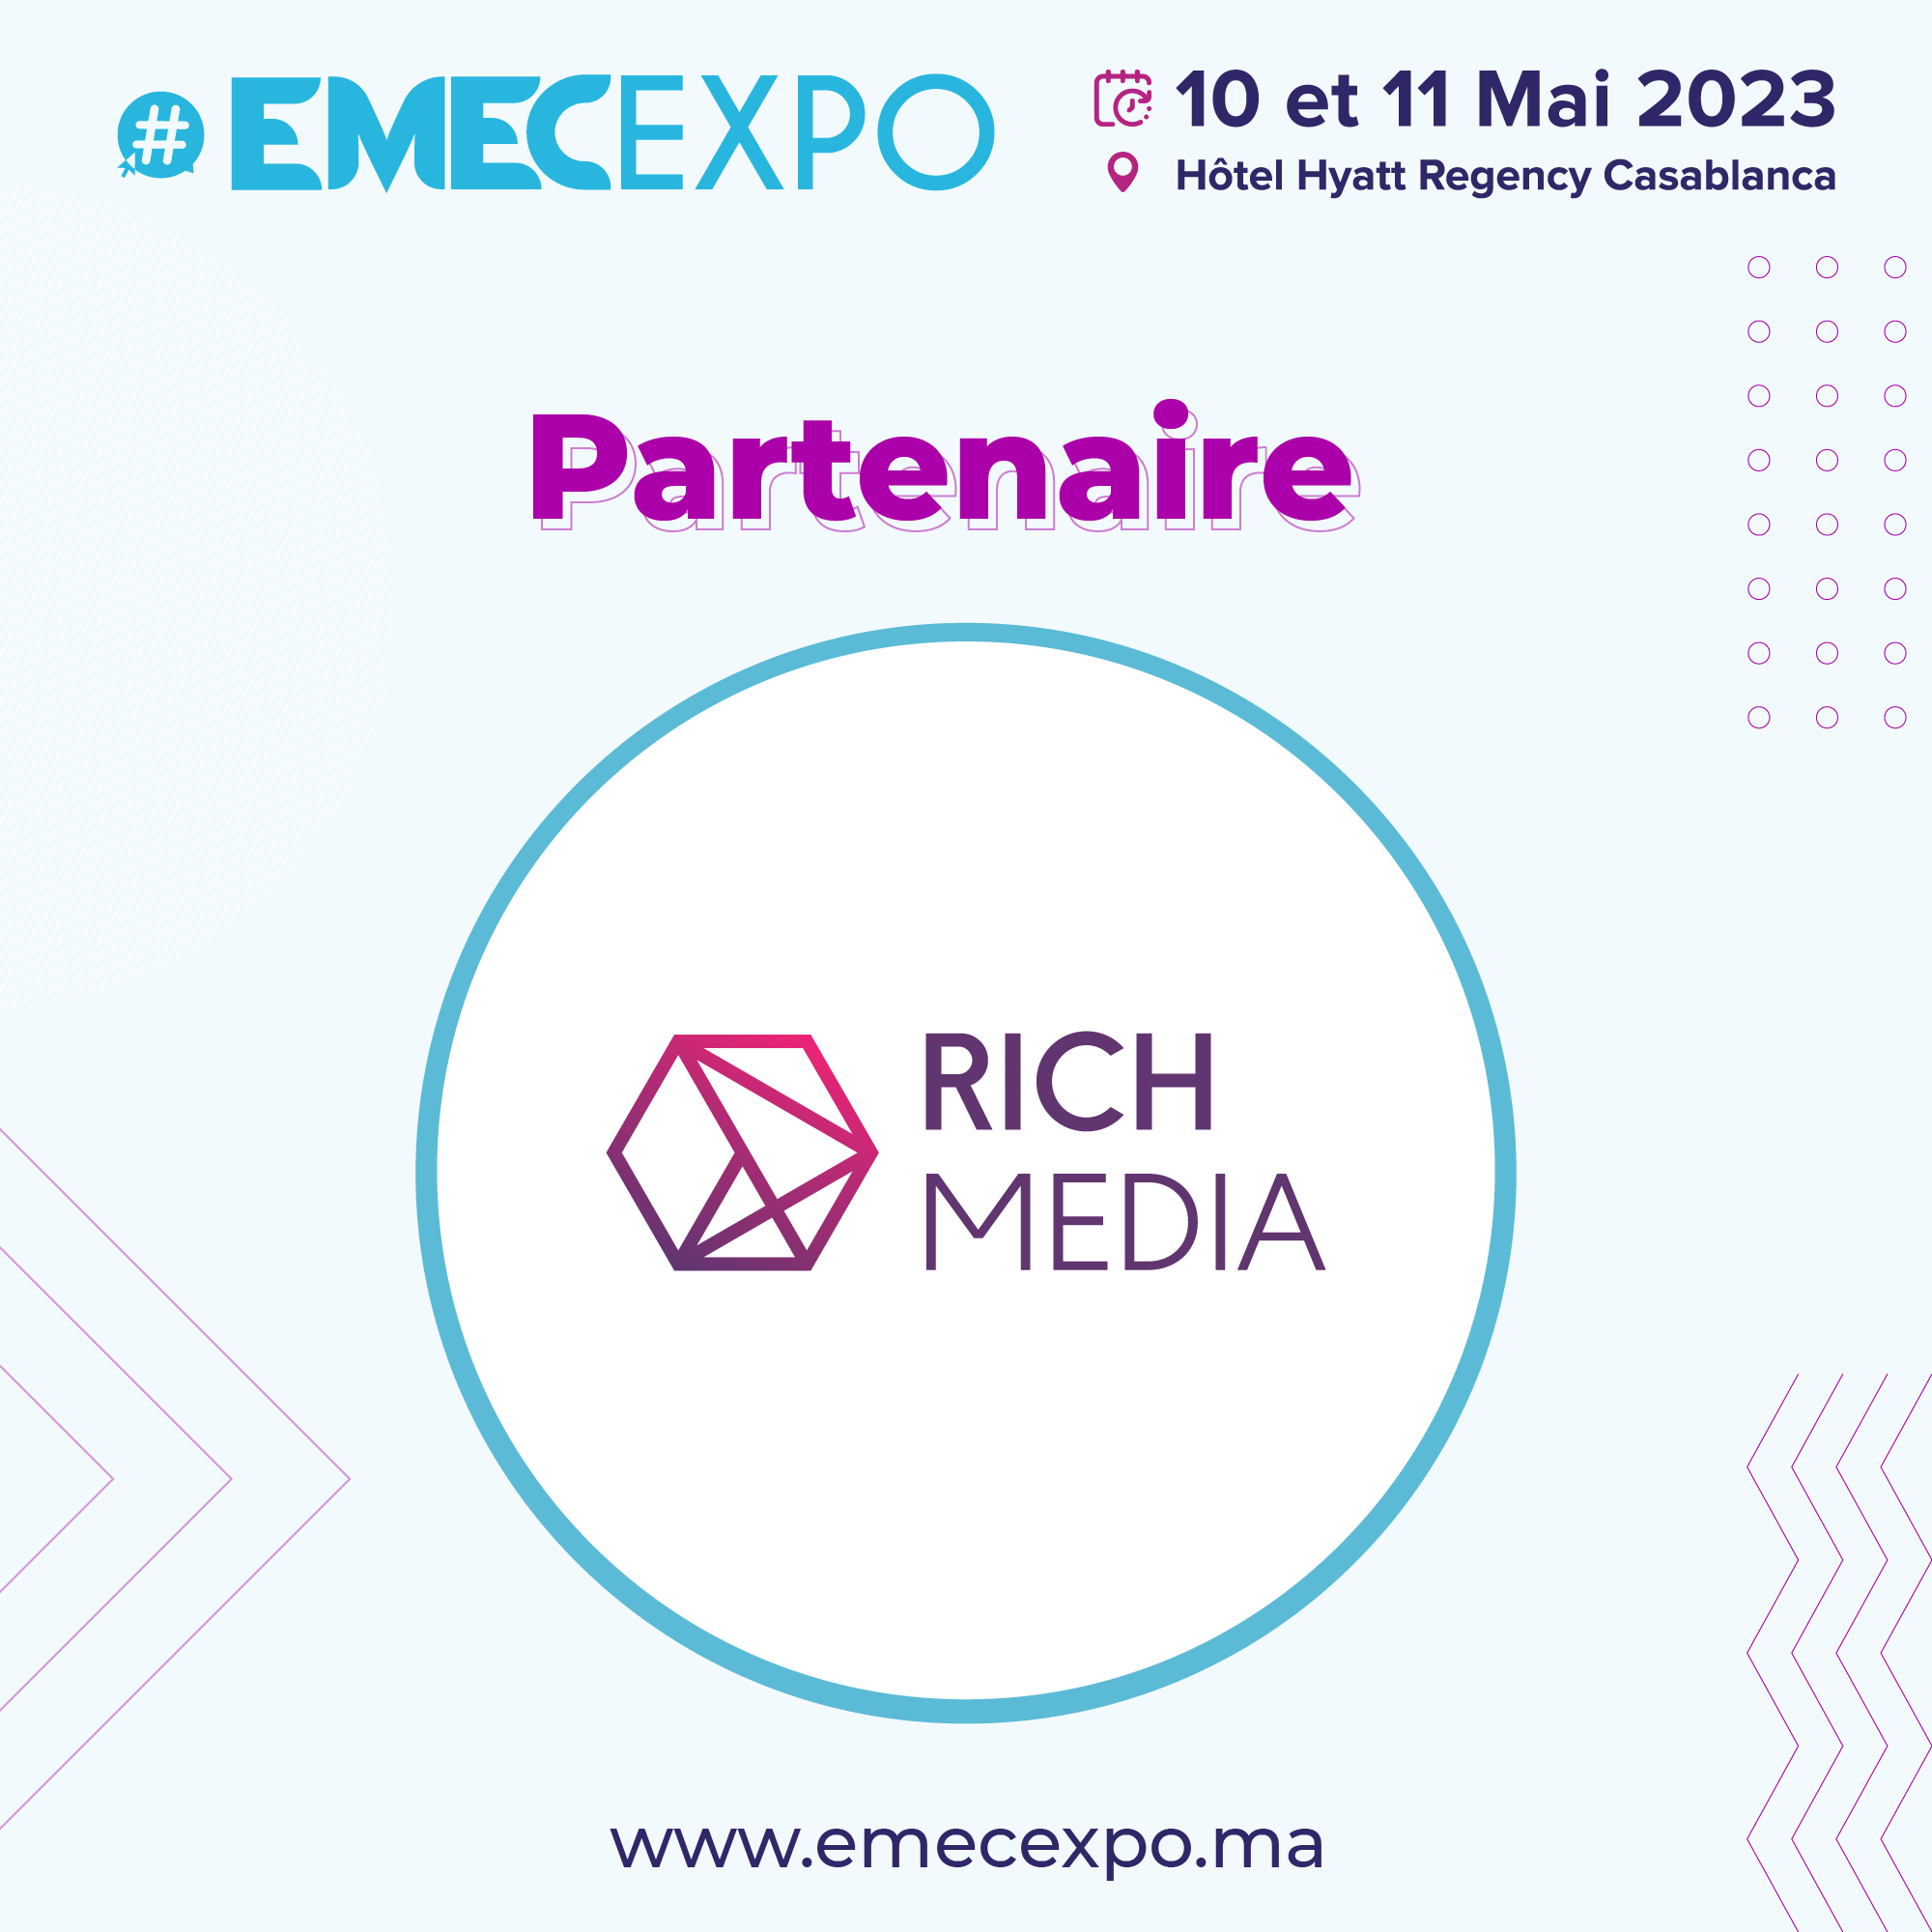 #EMECEXPO
10 et 11 Mai 2023
Hôtel Hyatt Regency Casablanca
Partenaire
RICH
MEDIA
www.emecexpo.ma